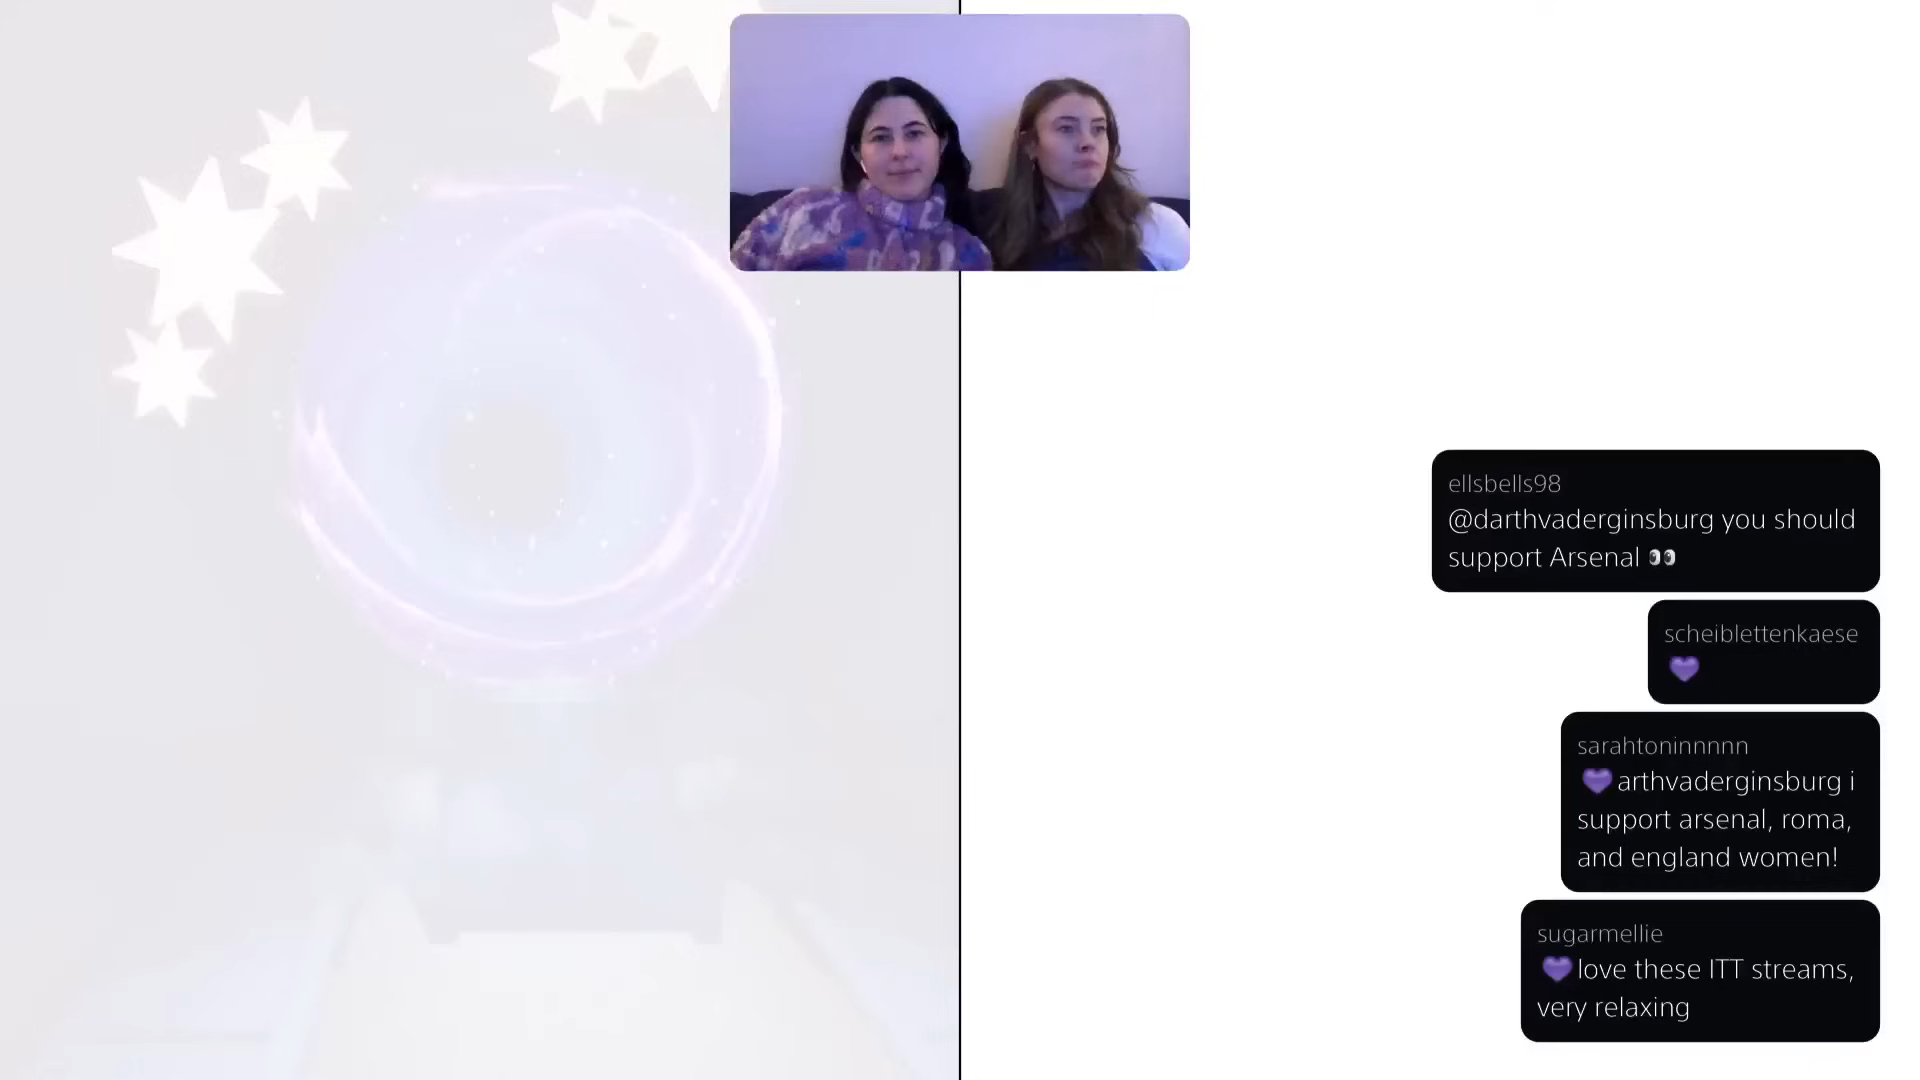 ellsbells98
@darthvaderginsburg you should
support Arsenal 👀
scheiblettenkaese
💜
sarahtoninnnnn
💜arthvaderginsburg i
support arsenal, roma,
and england women!
sugarmellie
💜love these ITT streams,
very relaxing